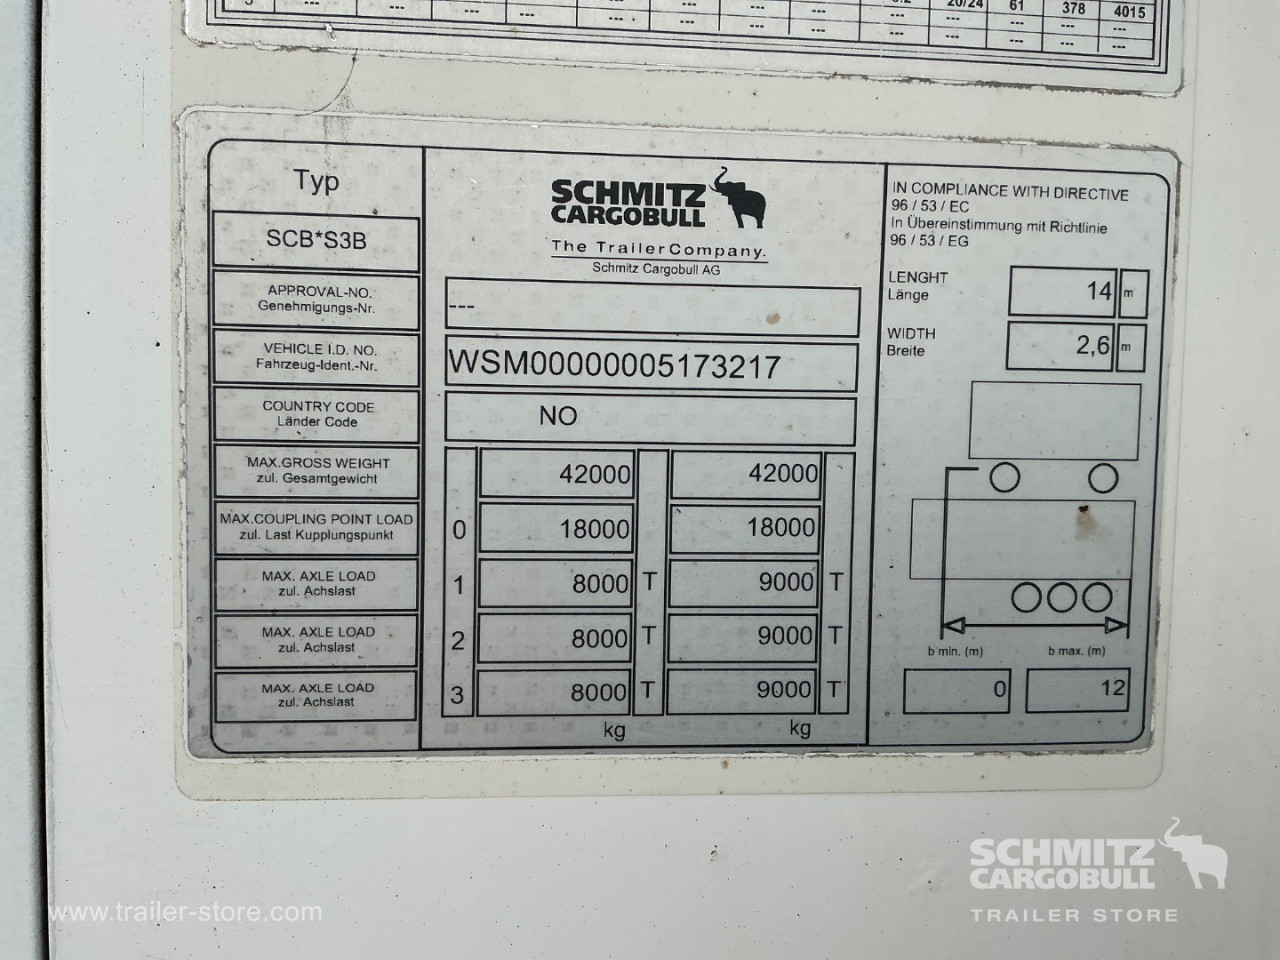 20/24 61 378 4015
--- --- --- --- --- --- --- --- --- --- ---
Typ
SCB*S3B
APPROVAL-NO.
Genehmigungs-Nr.
VEHICLE I.D. NO.
Fahrzeug-Ident.-Nr.
COUNTRY CODE
Länder Code
MAX.GROSS WEIGHT
zul. Gesamtgewicht
MAX.COUPLING POINT LOAD
zul. Last Kupplungspunkt
MAX. AXLE LOAD
zul. Achslast
MAX. AXLE LOAD
zul. Achslast
MAX. AXLE LOAD
zul. Achslast
SCHMITZ
CARGOBULL
The TrailerCompany.
Schmitz Cargobull AG
---
WSM00000005173217
NO
42000 42000
0 18000 18000
1 8000 T 9000 T
2 8000 T 9000 T
3 8000 T 9000 T
kg kg
IN COMPLIANCE WITH DIRECTIVE
96 / 53 / EC
In Übereinstimmung mit Richtlinie
96 / 53 / EG
LENGHT
Länge
14 m
WIDTH
Breite
2,6 m
b min. (m) b max. (m)
0 12
www.trailer-store.com
SCHMITZ
CARGOBULL
TRAILER STORE